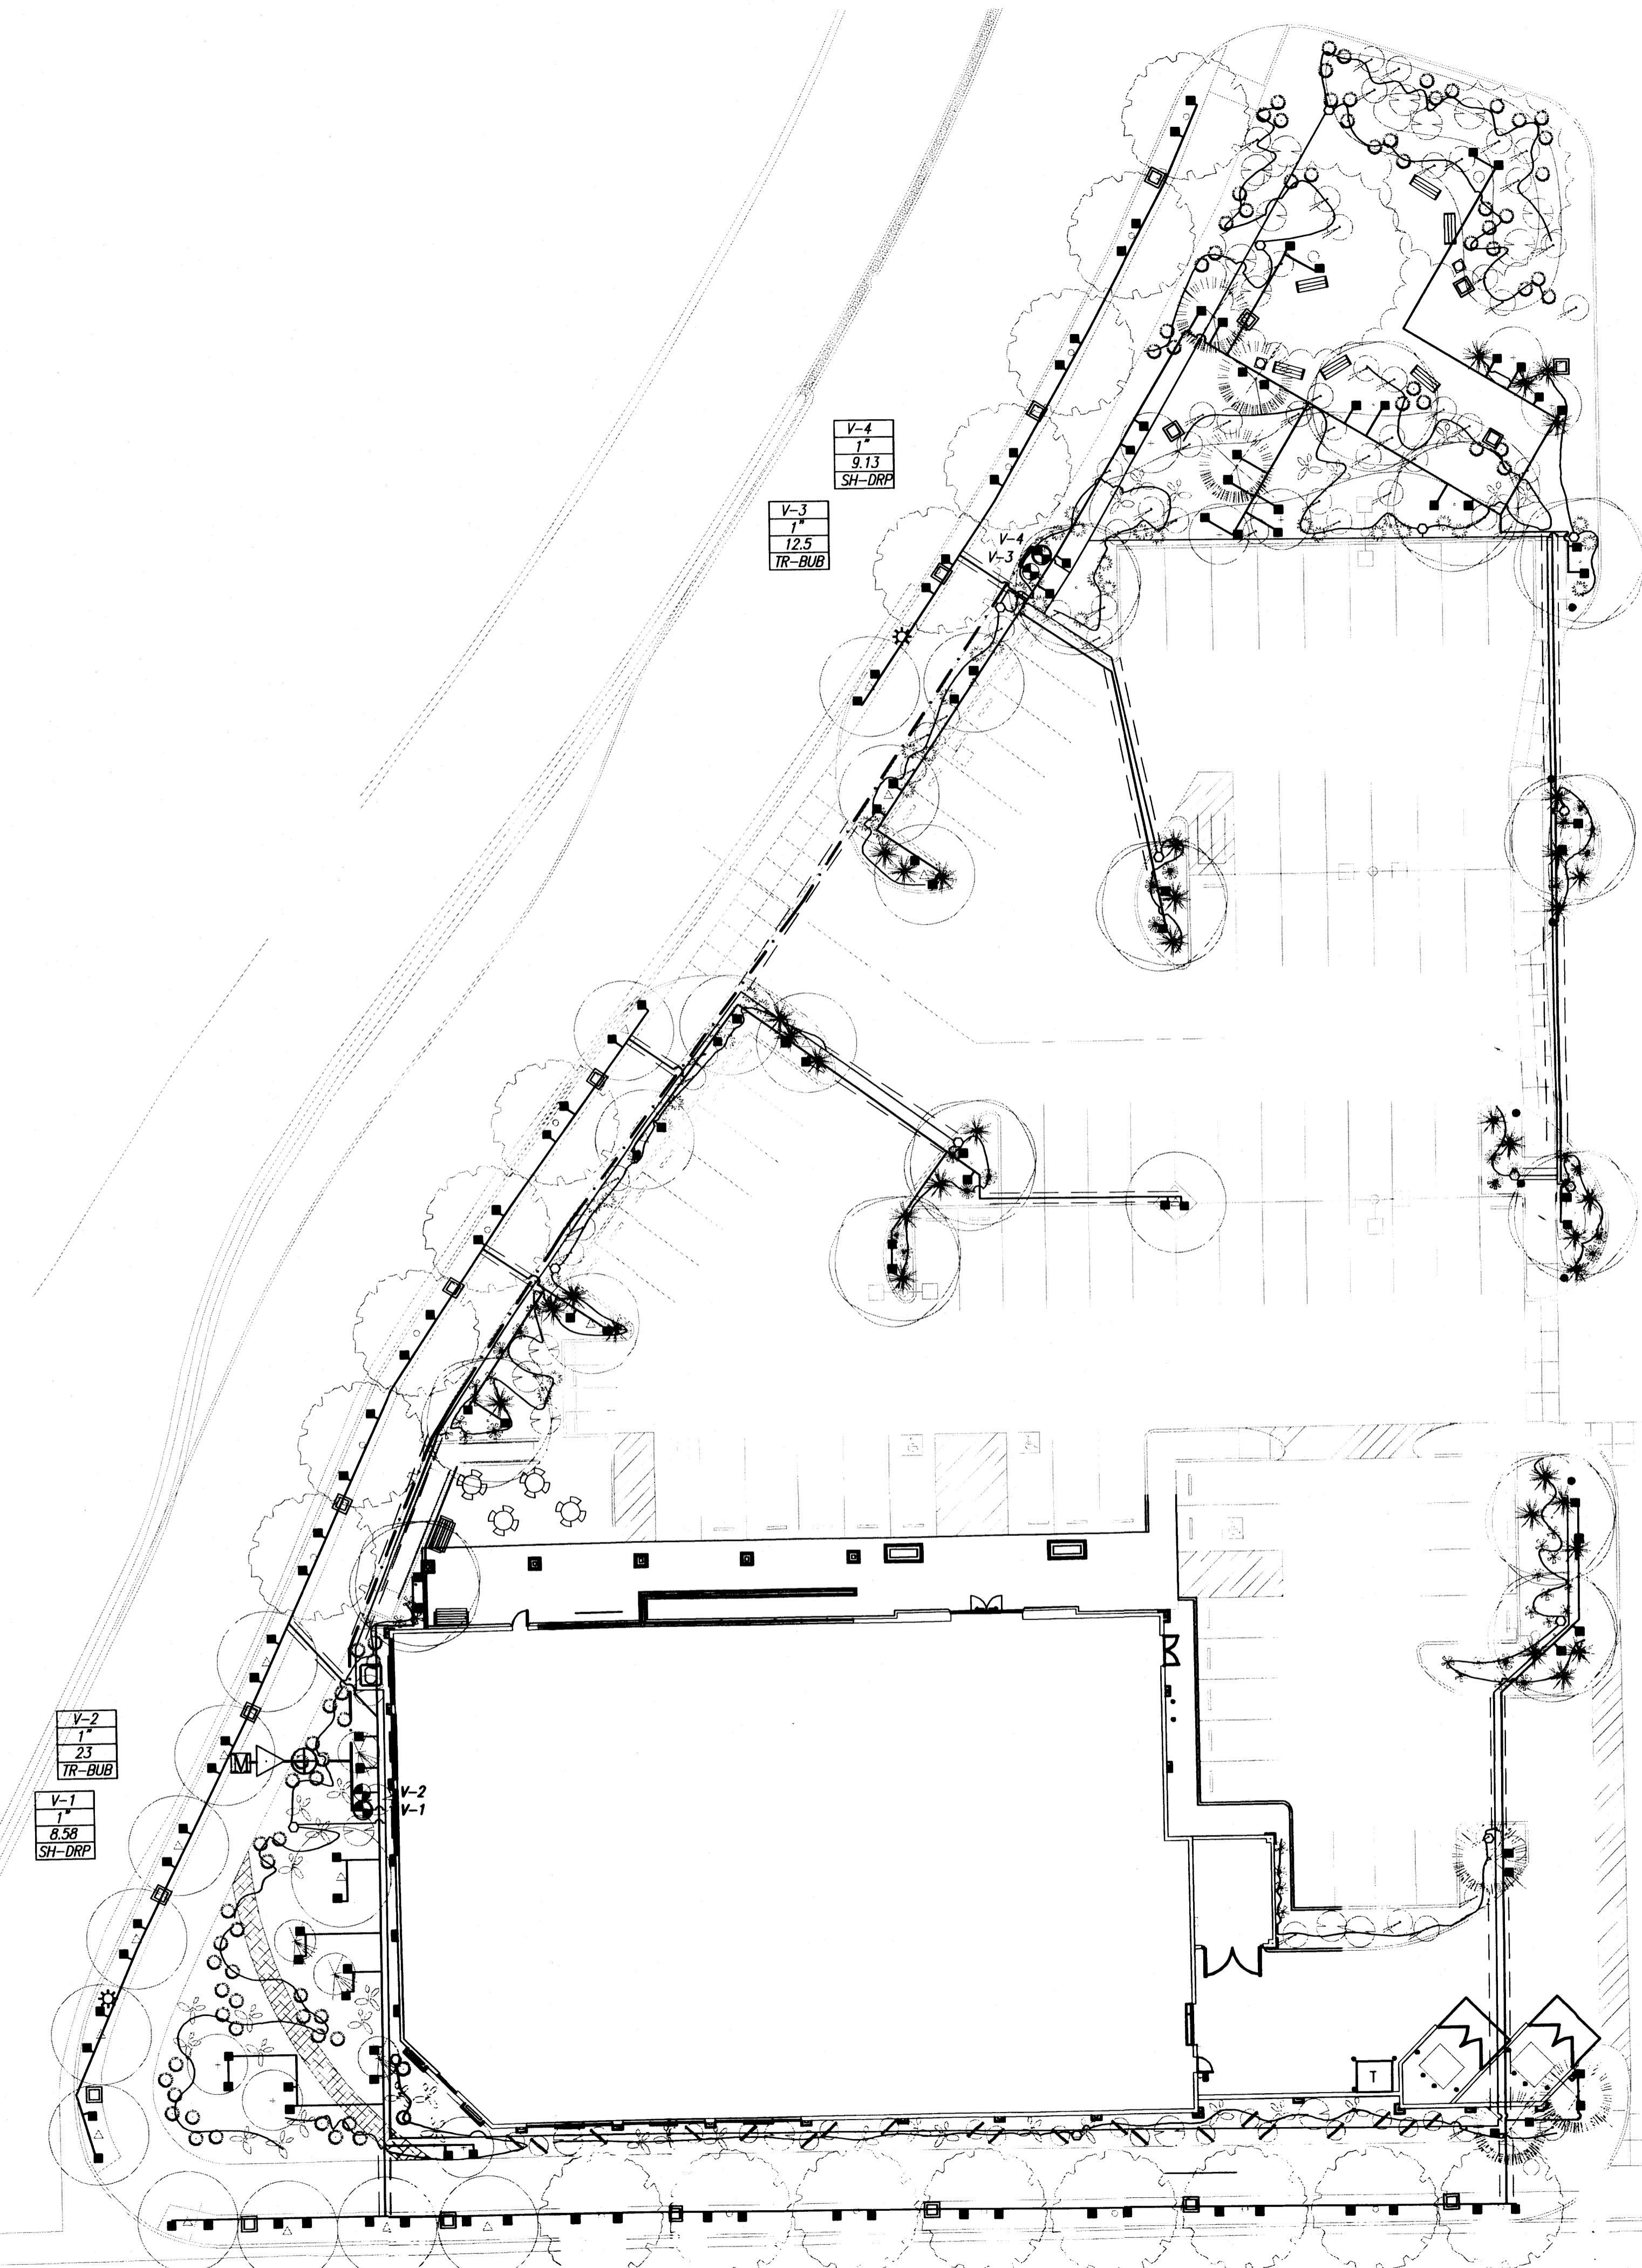 V-4
1"
9.13
SH-DRP
V-3
1"
12.5
TR-BUB
V-4
V-3
V-2
1"
23
TR-BUB
M
V-2
V-1
V-1
1"
8.58
SH-DRP
T